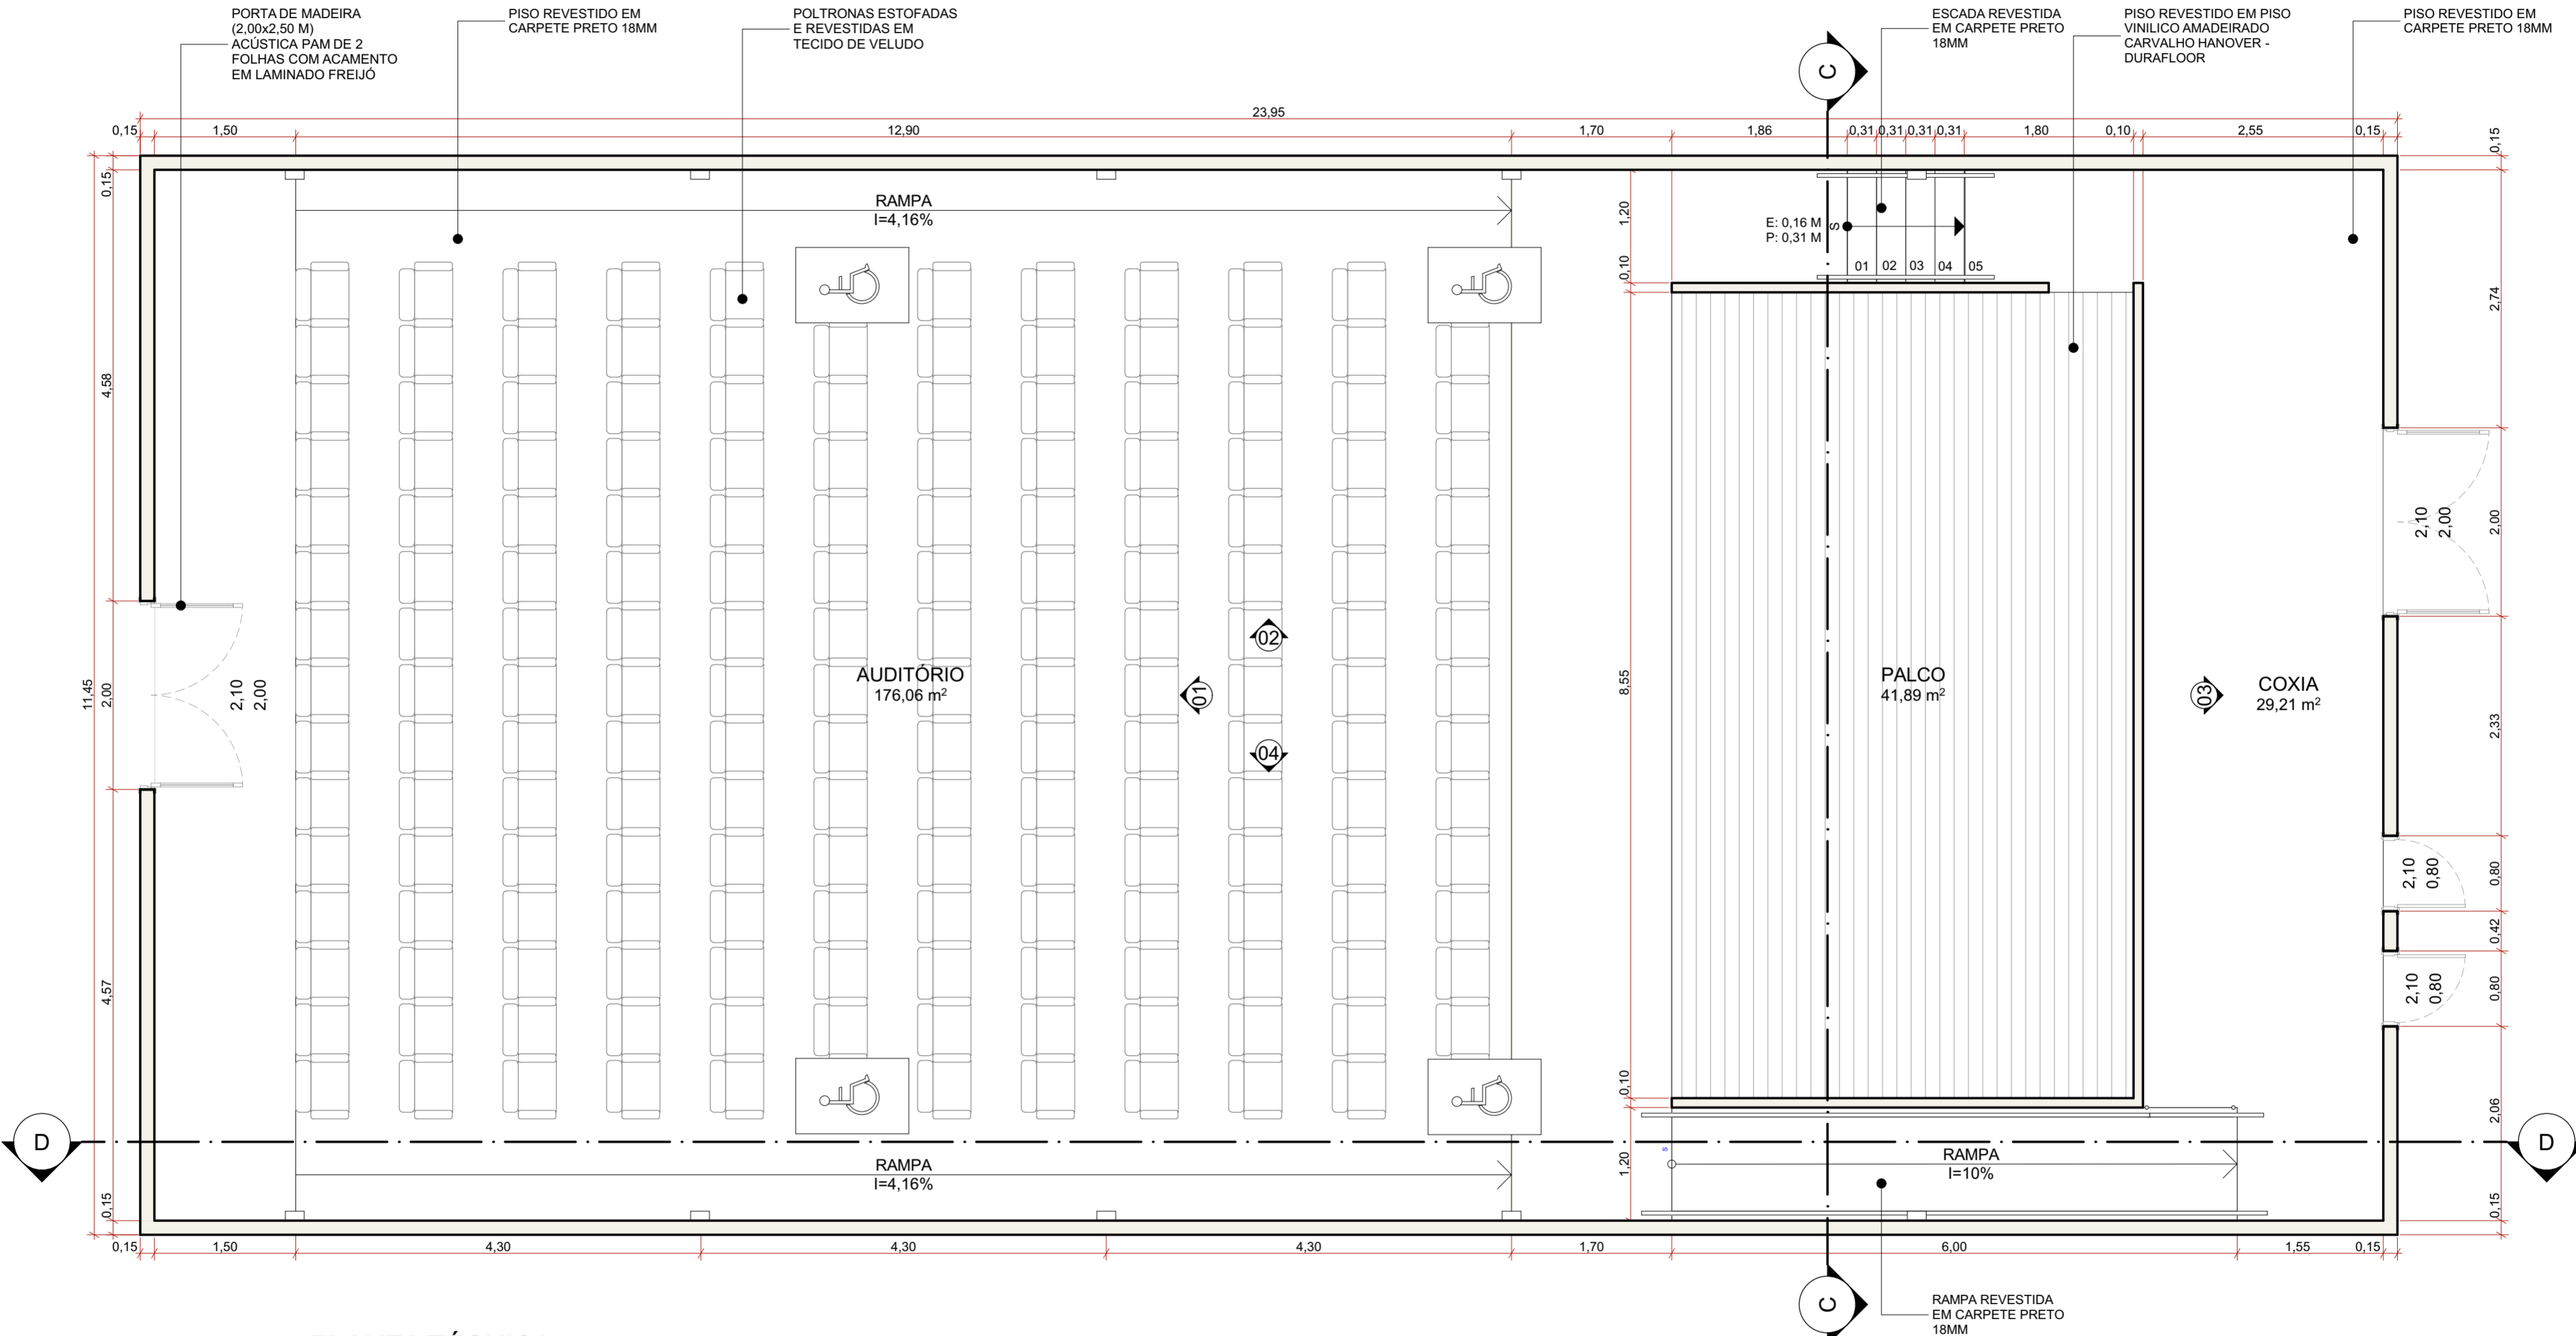 PORTA DE MADEIRA
(2,00x2,50 M)
ACÚSTICA PAM DE 2
FOLHAS COM ACAMENTO
EM LAMINADO FREIJÓ
PISO REVESTIDO EM
CARPETE PRETO 18MM
POLTRONAS ESTOFADAS
E REVESTIDAS EM
TECIDO DE VELUDO
ESCADA REVESTIDA
EM CARPETE PRETO
18MM
PISO REVESTIDO EM PISO
VINILICO AMADEIRADO
CARVALHO HANOVER -
DURAFLOOR
PISO REVESTIDO EM
CARPETE PRETO 18MM
C
23,95
0,15 1,50 12,90 1,70 1,86 0,31 0,31 0,31 0,31 1,80 0,10 2,55 0,15
0,15
0,15
RAMPA
I=4,16%
1,20
E: 0,16 M
P: 0,31 M
S
01 02 03 04 05
0,10
2,74
4,58
2,10
2,00
2,00
02
11,45
2,00
2,10
2,00
AUDITÓRIO
176,06 m²
01
8,55
PALCO
41,89 m²
03
COXIA
29,21 m²
2,33
04
2,10
0,80
0,80
0,42
4,57
2,10
0,80
0,80
0,10
2,06
D
D
RAMPA
I=4,16%
1,20
S
RAMPA
I=10%
0,15
0,15
0,15 1,50 4,30 4,30 4,30 1,70 6,00 1,55 0,15
C
RAMPA REVESTIDA
EM CARPETE PRETO
18MM